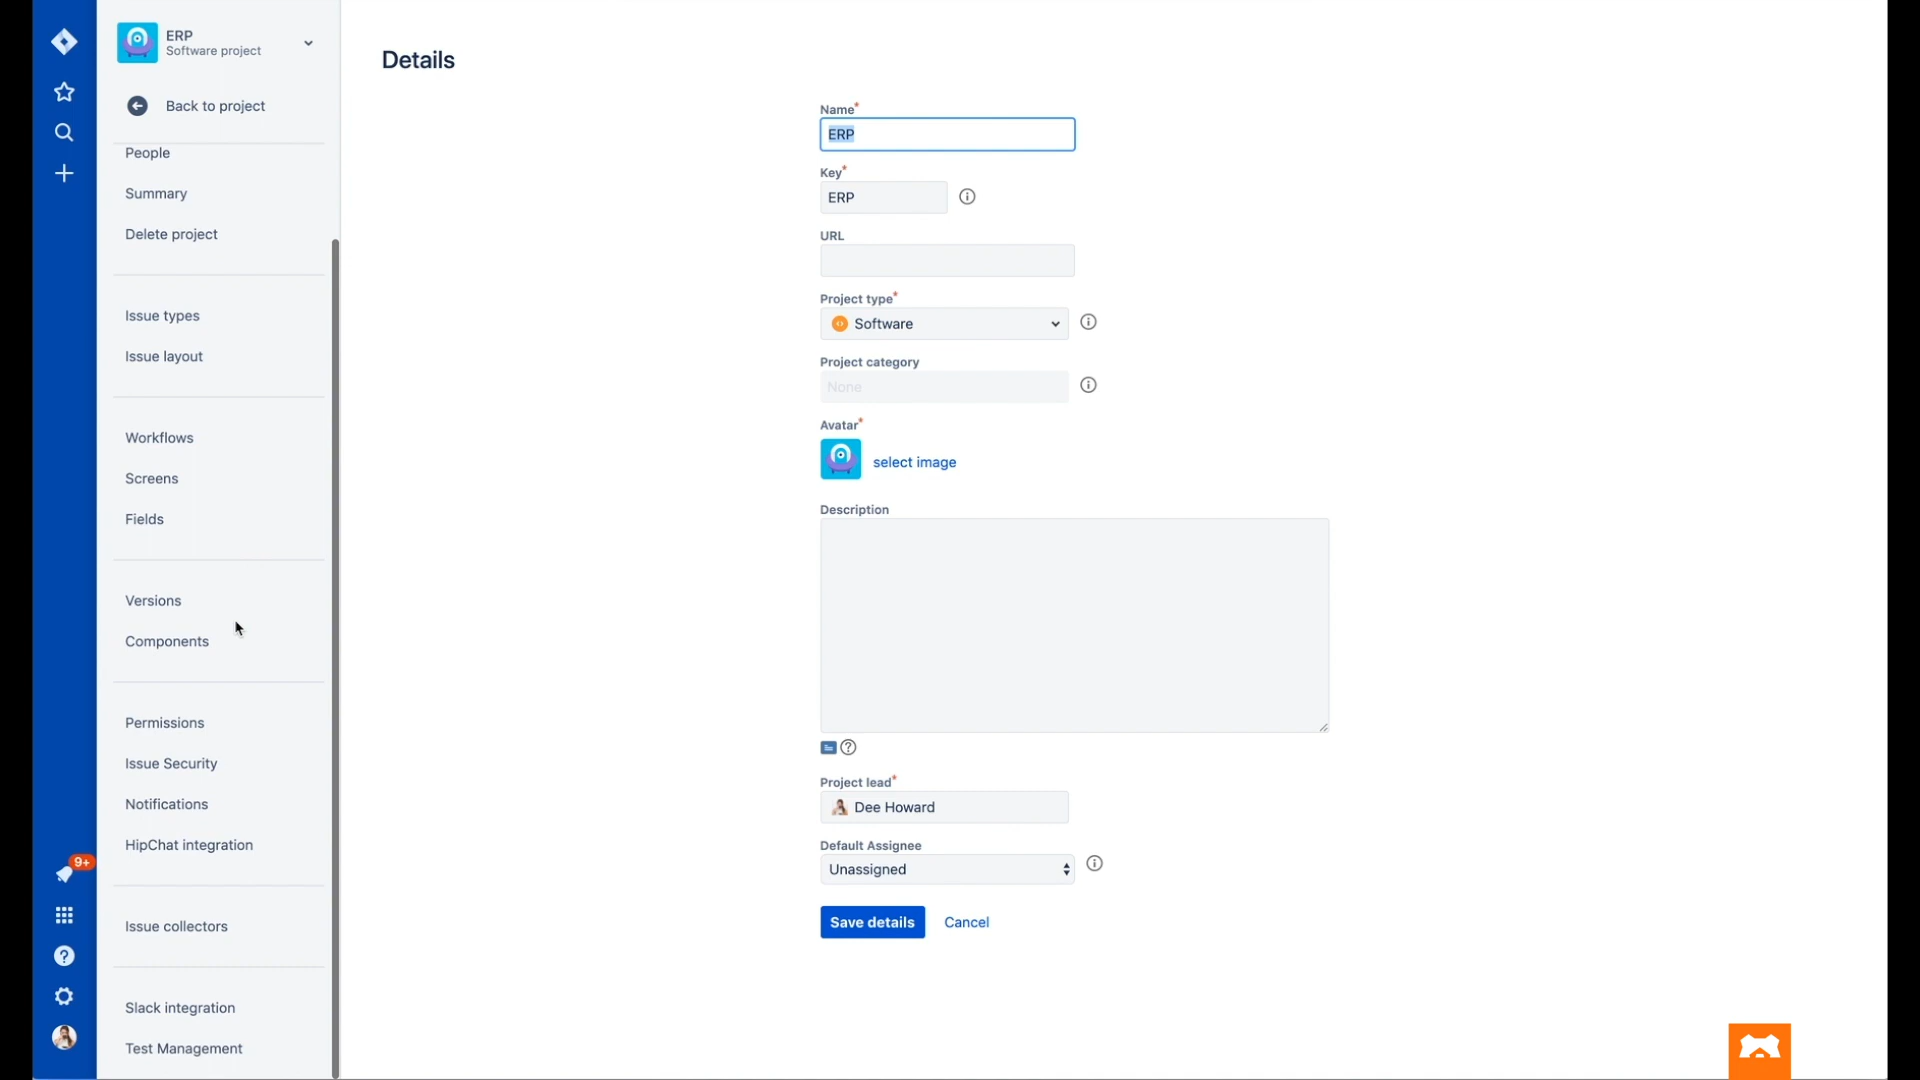 ERP
Software project
Back to project
People
Summary
Delete project
Issue types
Issue layout
Workflows
Screens
Fields
Versions
Components
Permissions
Issue Security
Notifications
HipChat integration
Issue collectors
Slack integration
Test Management
9+
Details
Name*
ERP
Key*
ERP
URL
Project type*
Software
Project category
None
Avatar*
select image
Description
Project lead*
Dee Howard
Default Assignee
Unassigned
Save details Cancel